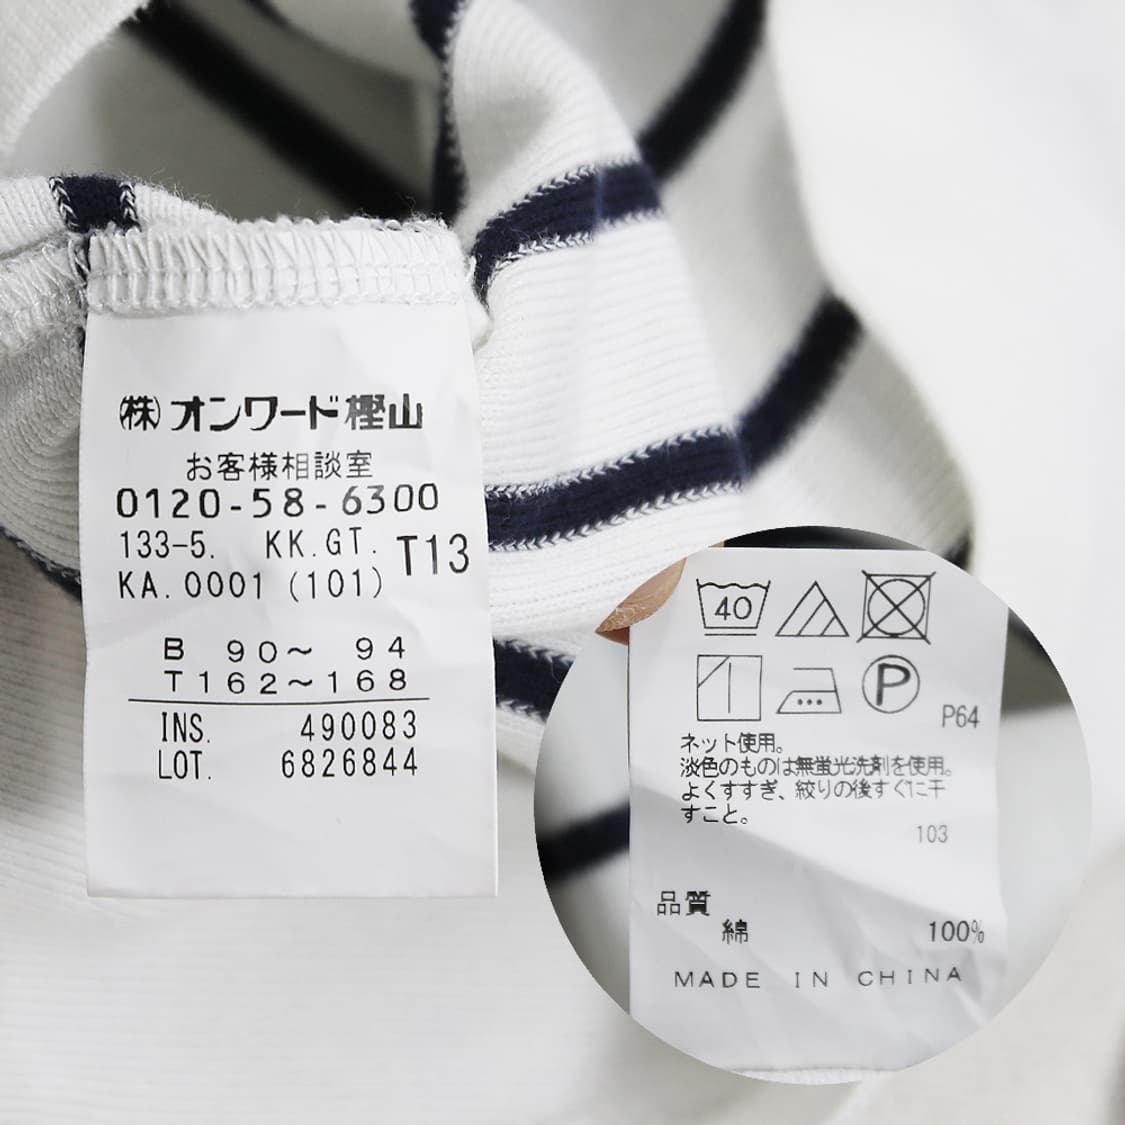 (株)オンワード樫山
お客様相談室
0120-58-6300
133-5. KK.GT. T13
KA.0001 (101)
B 90～ 94
T162～168
INS. 490083
LOT. 6826844
40
P
P64
ネット使用。
淡色のものは無蛍光洗剤を使用。
よくすすぎ、絞りの後すぐに干
すこと。
103
品質
綿 100%
MADE IN CHINA